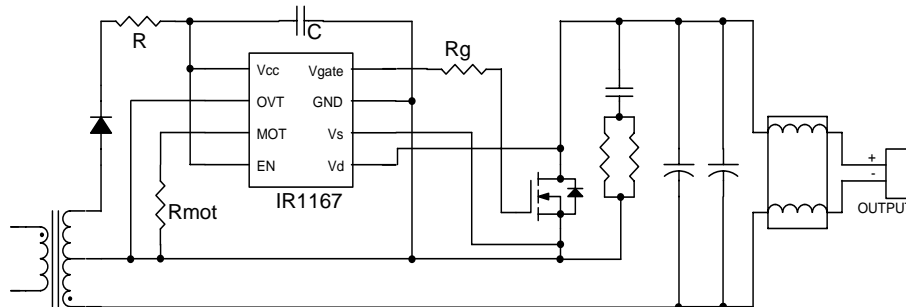 R
C
Rg
Vcc
Vgate
OVT
GND
MOT
Vs
EN
Vd
IR1167
Rmot
+
-
OUTPUT